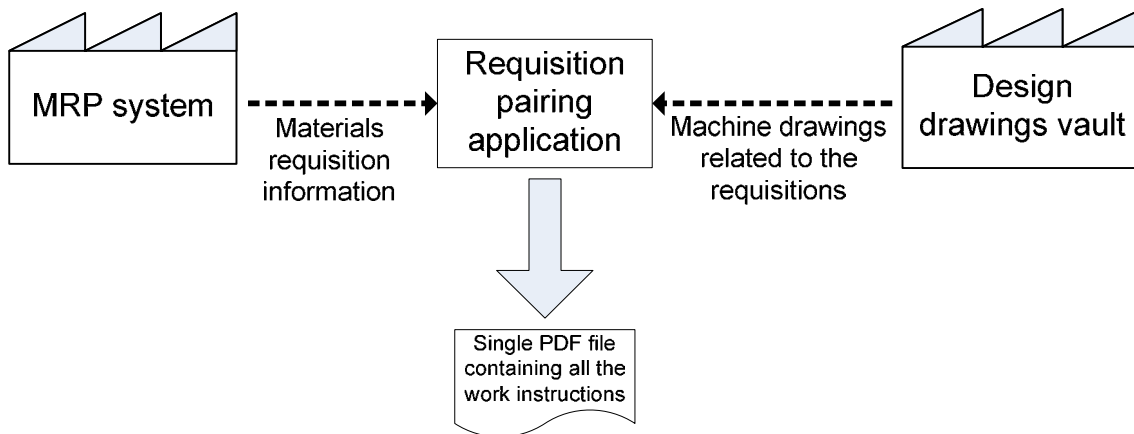 MRP system
Materials
requisition
information
Requisition
pairing
application
Machine drawings
related to the
requisitions
Design
drawings vault
Single PDF file
containing all the
work instructions